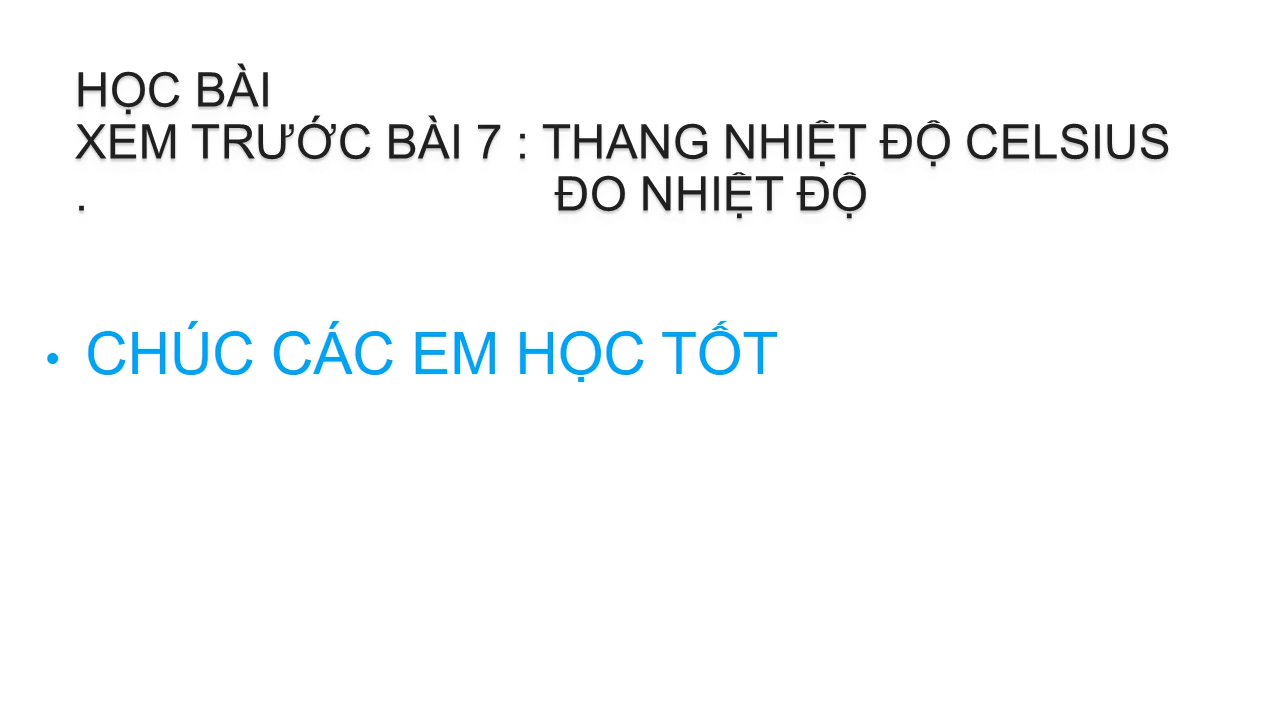 HỌC BÀI
XEM TRƯỚC BÀI 7 : THANG NHIỆT ĐỘ CELSIUS
. ĐO NHIỆT ĐỘ
• CHÚC CÁC EM HỌC TỐT